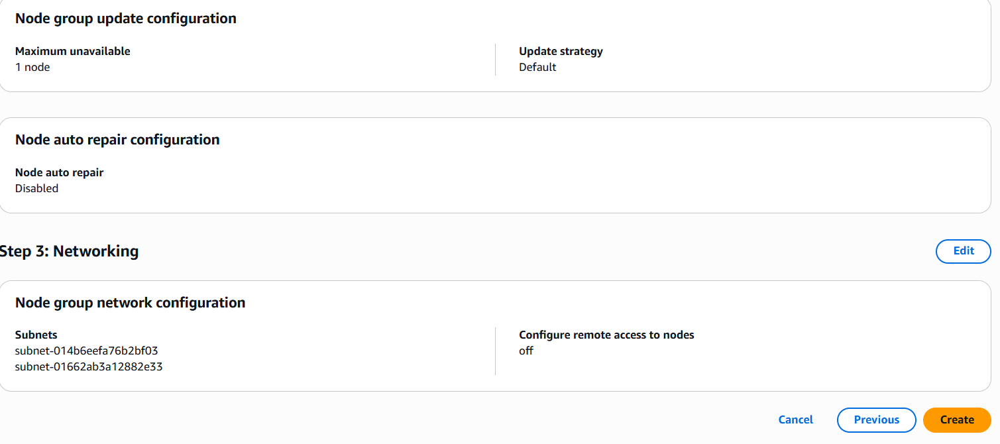 Node group update configuration
Maximum unavailable
1 node
Update strategy
Default
Node auto repair configuration
Node auto repair
Disabled
Step 3: Networking
Edit
Node group network configuration
Subnets
subnet-014b6eefa76b2bf03
subnet-01662ab3a12882e33
Configure remote access to nodes
off
Cancel
Previous
Create